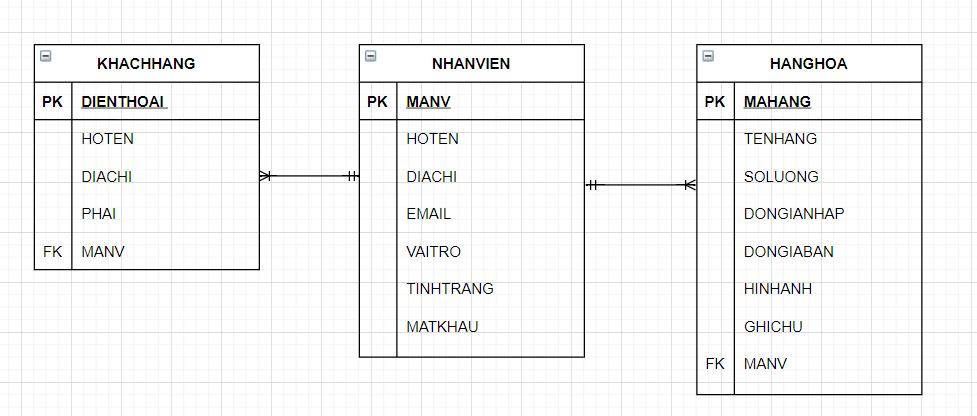 KHACHHANG
PK DIENTHOAI
HOTEN
DIACHI
PHAI
FK MANV
NHANVIEN
PK MANV
HOTEN
DIACHI
EMAIL
VAITRO
TINHTRANG
MATKHAU
HANGHOA
PK MAHANG
TENHANG
SOLUONG
DONGIANHAP
DONGIABAN
HINHANH
GHICHU
FK MANV